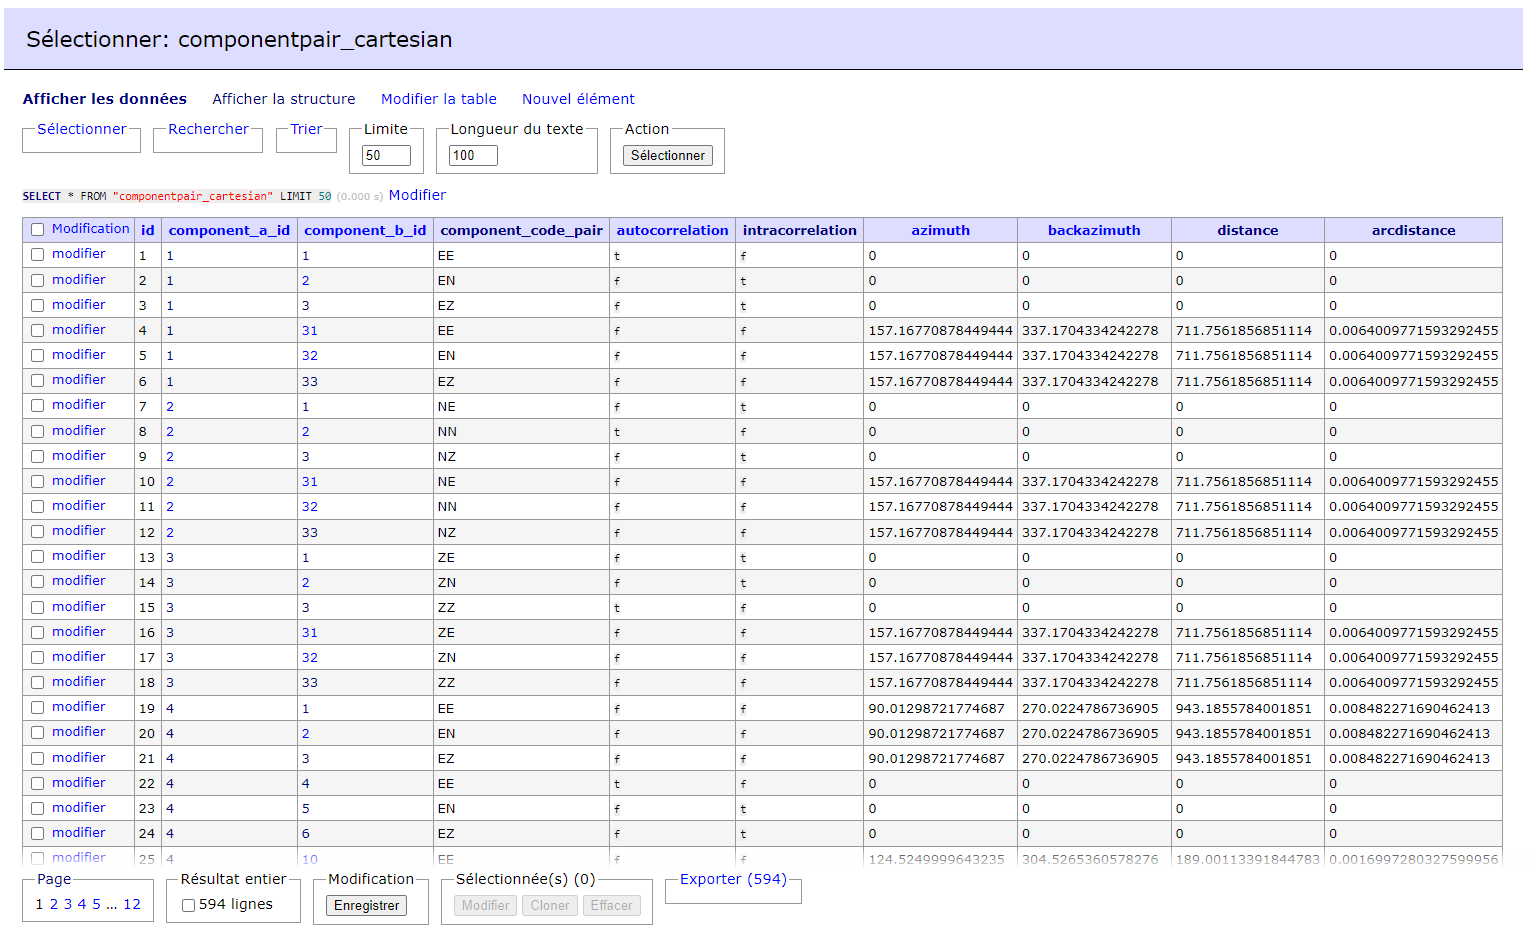 Sélectionner: componentpair_cartesian
Afficher les données Afficher la structure Modifier la table Nouvel élément
Sélectionner Rechercher Trier Limite Longueur du texte Action
50 100 Sélectionner
SELECT * FROM "componentpair_cartesian" LIMIT 50 (0.000 s) Modifier
Modification id component_a_id component_b_id component_code_pair autocorrelation intracorrelation azimuth backazimuth distance arcdistance
modifier 1 1 1 EE t f 0 0 0 0
modifier 2 1 2 EN f t 0 0 0 0
modifier 3 1 3 EZ f t 0 0 0 0
modifier 4 1 31 EE f f 157.16770878449444 337.1704334242278 711.7561856851114 0.0064009771593292455
modifier 5 1 32 EN f f 157.16770878449444 337.1704334242278 711.7561856851114 0.0064009771593292455
modifier 6 1 33 EZ f f 157.16770878449444 337.1704334242278 711.7561856851114 0.0064009771593292455
modifier 7 2 1 NE f t 0 0 0 0
modifier 8 2 2 NN t f 0 0 0 0
modifier 9 2 3 NZ f t 0 0 0 0
modifier 10 2 31 NE f f 157.16770878449444 337.1704334242278 711.7561856851114 0.0064009771593292455
modifier 11 2 32 NN f f 157.16770878449444 337.1704334242278 711.7561856851114 0.0064009771593292455
modifier 12 2 33 NZ f f 157.16770878449444 337.1704334242278 711.7561856851114 0.0064009771593292455
modifier 13 3 1 ZE f t 0 0 0 0
modifier 14 3 2 ZN f t 0 0 0 0
modifier 15 3 3 ZZ t f 0 0 0 0
modifier 16 3 31 ZE f f 157.16770878449444 337.1704334242278 711.7561856851114 0.0064009771593292455
modifier 17 3 32 ZN f f 157.16770878449444 337.1704334242278 711.7561856851114 0.0064009771593292455
modifier 18 3 33 ZZ f f 157.16770878449444 337.1704334242278 711.7561856851114 0.0064009771593292455
modifier 19 4 1 EE f f 90.01298721774687 270.0224786736905 943.1855784001851 0.008482271690462413
modifier 20 4 2 EN f f 90.01298721774687 270.0224786736905 943.1855784001851 0.008482271690462413
modifier 21 4 3 EZ f f 90.01298721774687 270.0224786736905 943.1855784001851 0.008482271690462413
modifier 22 4 4 EE t f 0 0 0 0
modifier 23 4 5 EN f t 0 0 0 0
modifier 24 4 6 EZ f t 0 0 0 0
modifier 25 4 10 EE f f 124.5249999643235 304.5265360578276 189.00113391844783 0.0016997280327599956
Page Résultat entier Modification Sélectionnée(s) (0) Exporter (594)
1 2 3 4 5 ... 12 594 lignes Enregistrer Modifier Cloner Effacer